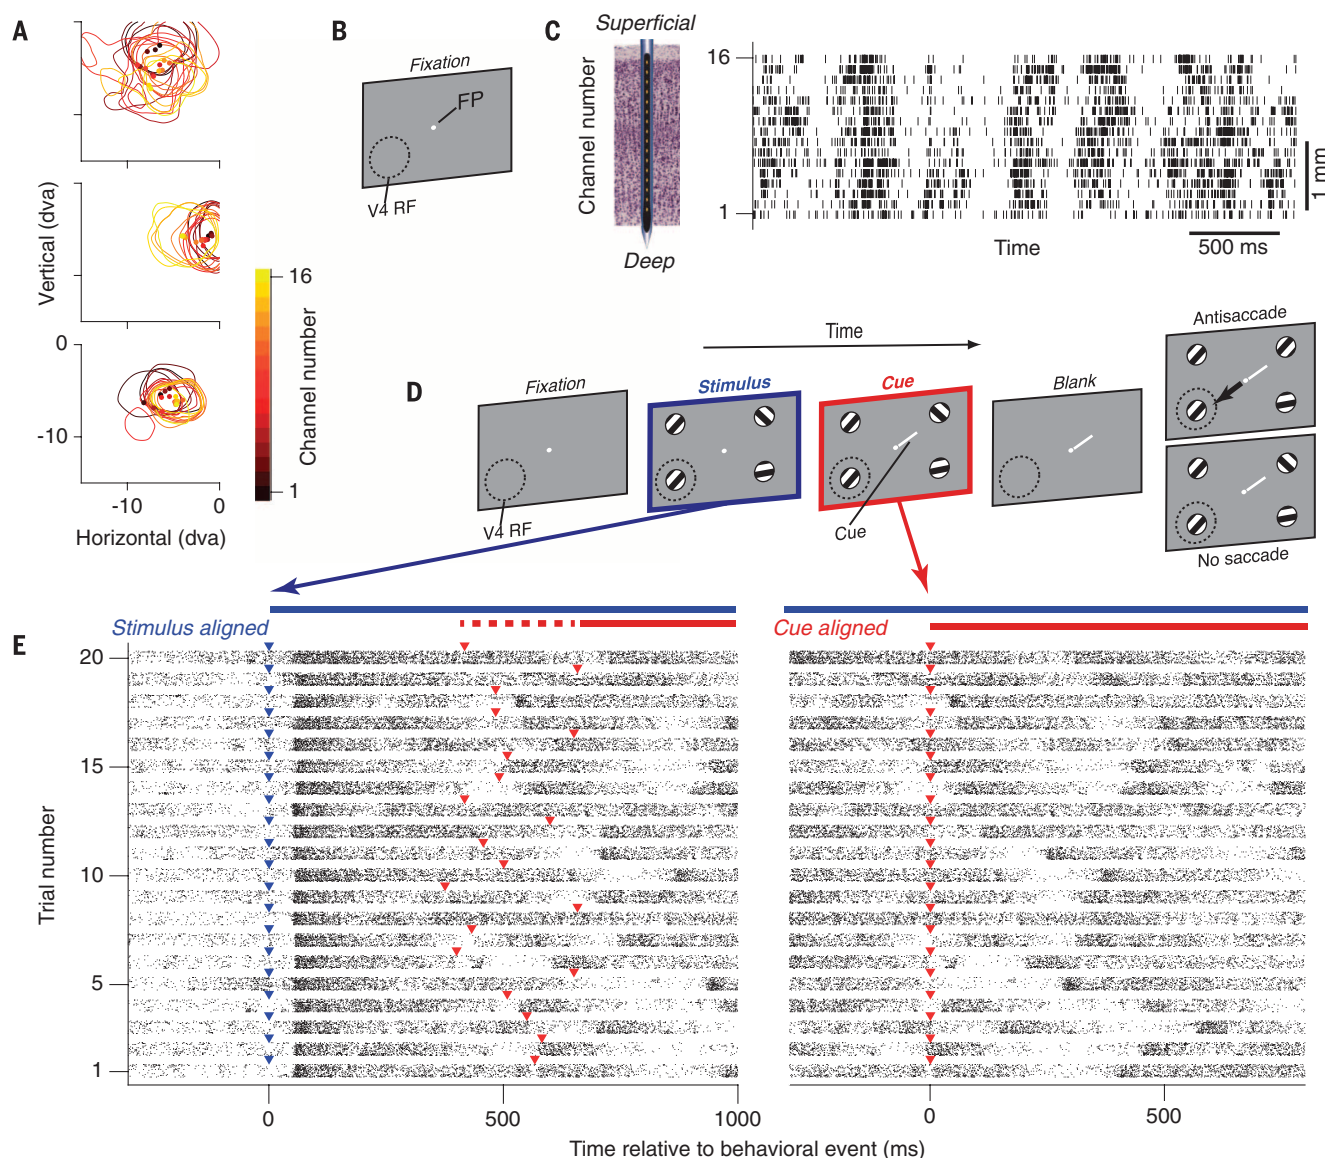 A
Vertical (dva)
0
-10
-10
0
Horizontal (dva)
16
Channel number
1
B
Fixation
FP
V4 RF
C
Superficial
Channel number
Deep
16
1
1 mm
Time
500 ms
D
Time
Fixation
V4 RF
Stimulus
Cue
Cue
Blank
Antisaccade
No saccade
E
Stimulus aligned
Cue aligned
Trial number
20
15
10
5
1
0
500
1000
0
500
Time relative to behavioral event (ms)